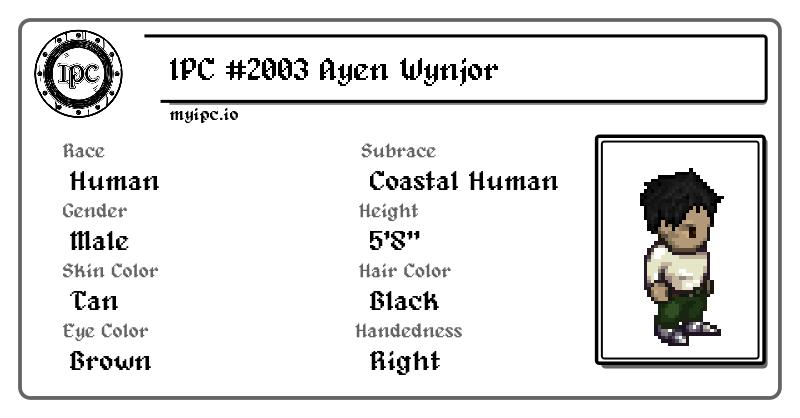 IPC
IPC #2003 Ayen Wynjor
myipc.io
Race
Human
Subrace
Coastal Human
Gender
Male
Height
5'8"
Skin Color
Tan
Hair Color
Black
Eye Color
Brown
Handedness
Right